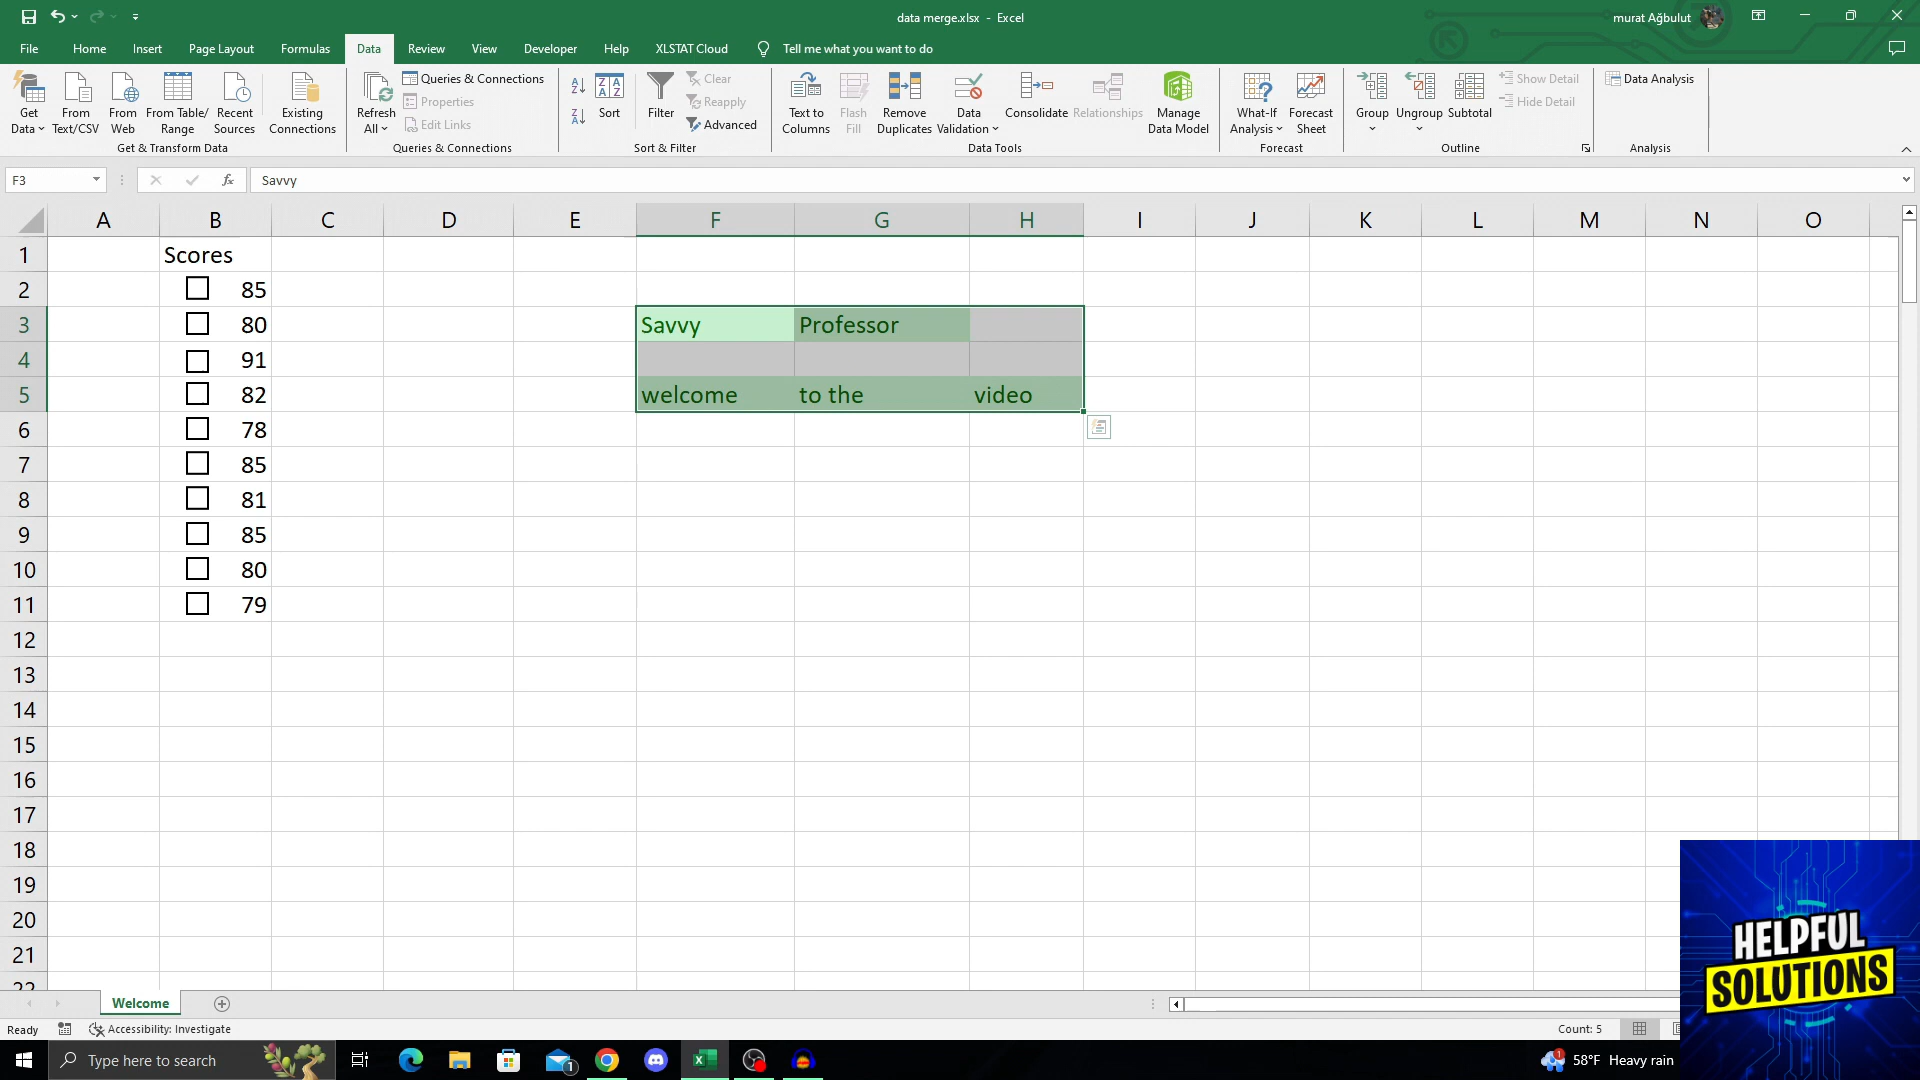 data merge.xlsx - Excel
murat Ağbulut
File Home Insert Page Layout Formulas Data Review View Developer Help XLSTAT Cloud Tell me what you want to do
Get Data
From Text/CSV
From Web
From Table/ Range
Recent Sources
Existing Connections
Get & Transform Data
Refresh All
Queries & Connections
Properties
Edit Links
Queries & Connections
Sort
Filter
Clear
Reapply
Advanced
Sort & Filter
Text to Columns
Flash Fill
Remove Duplicates
Data Validation
Consolidate
Relationships
Manage Data Model
Data Tools
What-If Analysis
Forecast Sheet
Forecast
Group
Ungroup
Subtotal
Show Detail
Hide Detail
Outline
Data Analysis
Analysis
F3
fx
Savvy
A B C D E F G H I J K L M N O
1 Scores
2 85
3 80 Savvy Professor
4 91
5 82 welcome to the video
6 78
7 85
8 81
9 85
10 80
11 79
12
13
14
15
16
17
18
19
20
21
22
Welcome
Ready
Accessibility: Investigate
Count: 5
HELPFUL
SOLUTIONS
Type here to search
1
1
58°F Heavy rain